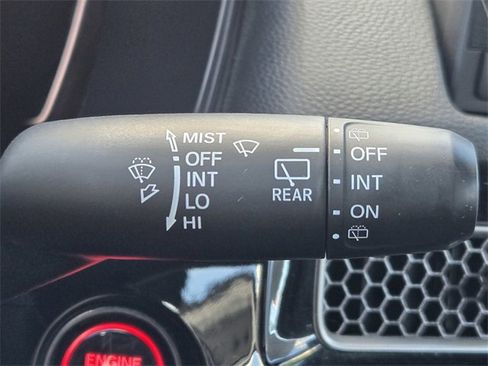 MIST
OFF
INT
LO
HI
REAR
OFF
INT
ON
ENGINE